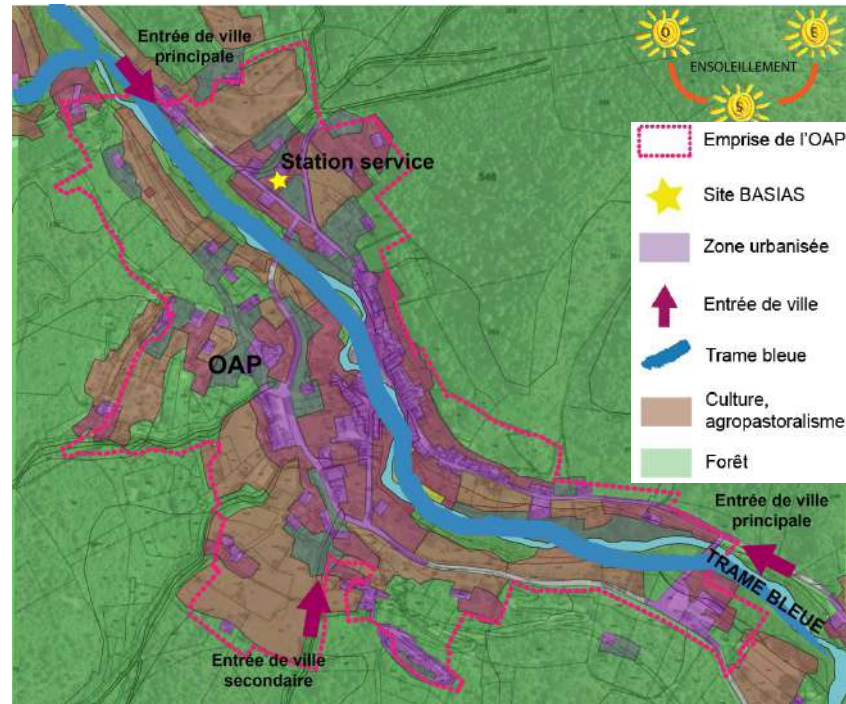 Entrée de ville
principale
O
E
ENSOLEILLEMENT
S
Emprise de l'OAP
Station service
Site BASIAS
Zone urbanisée
Entrée de ville
OAP
Trame bleue
Culture,
agropastoralisme
Forêt
Entrée de ville
principale
TRAME BLEUE
Entrée de ville
secondaire